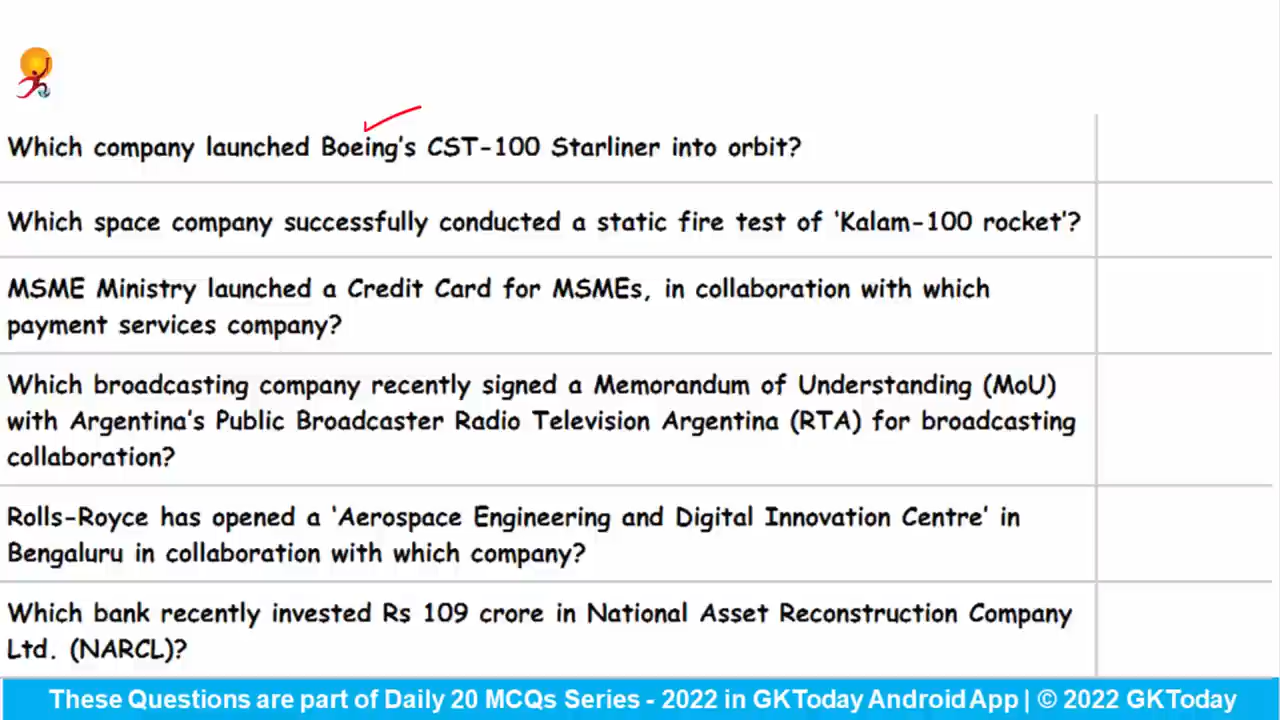 Which company launched Boeing's CST-100 Starliner into orbit?
Which space company successfully conducted a static fire test of 'Kalam-100 rocket'?
MSME Ministry launched a Credit Card for MSMEs, in collaboration with which
payment services company?
Which broadcasting company recently signed a Memorandum of Understanding (MoU)
with Argentina's Public Broadcaster Radio Television Argentina (RTA) for broadcasting
collaboration?
Rolls-Royce has opened a 'Aerospace Engineering and Digital Innovation Centre' in
Bengaluru in collaboration with which company?
Which bank recently invested Rs 109 crore in National Asset Reconstruction Company
Ltd. (NARCL)?
These Questions are part of Daily 20 MCQs Series - 2022 in GKToday Android App | © 2022 GKToday